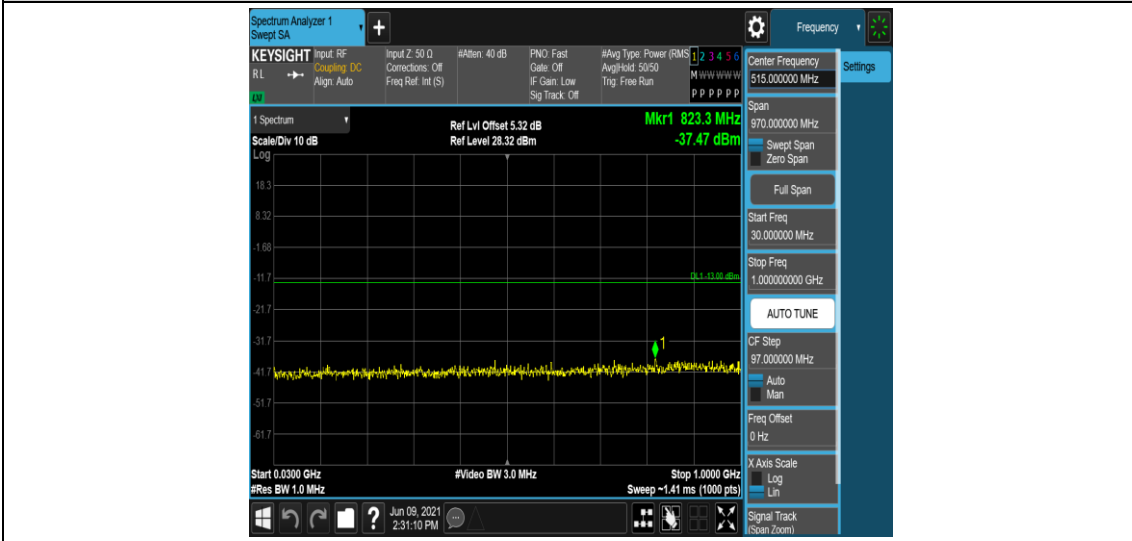 Spectrum Analyzer 1
Swept SA
+
Frequency
KEYSIGHT
RL
Input: RF
Coupling: DC
Align: Auto
Input Z: 50 Ω
Corrections: Off
Freq Ref: Int (S)
#Atten: 40 dB
PNO: Fast
Gate: Off
IF Gain: Low
Sig Track: Off
#Avg Type: Power (RMS
Avg|Hold: 50/50
Trig: Free Run
1 2 3 4 5 6
M W W W W W
P P P P P P
Center Frequency
515.000000 MHz
Settings
1 Spectrum
Scale/Div 10 dB
Log
Ref Lvl Offset 5.32 dB
Ref Level 28.32 dBm
Mkr1 823.3 MHz
-37.47 dBm
18.3
8.32
-1.68
-11.7
-21.7
-31.7
-41.7
-51.7
-61.7
DL1 -13.00 dBm
1
Start 0.0300 GHz
#Res BW 1.0 MHz
#Video BW 3.0 MHz
Stop 1.0000 GHz
Sweep ~1.41 ms (1000 pts)
Span
970.000000 MHz
Swept Span
Zero Span
Full Span
Start Freq
30.000000 MHz
Stop Freq
1.000000000 GHz
AUTO TUNE
CF Step
97.000000 MHz
Auto
Man
Freq Offset
0 Hz
X Axis Scale
Log
Lin
Signal Track
(Span Zoom)
?
Jun 09, 2021
2:31:10 PM